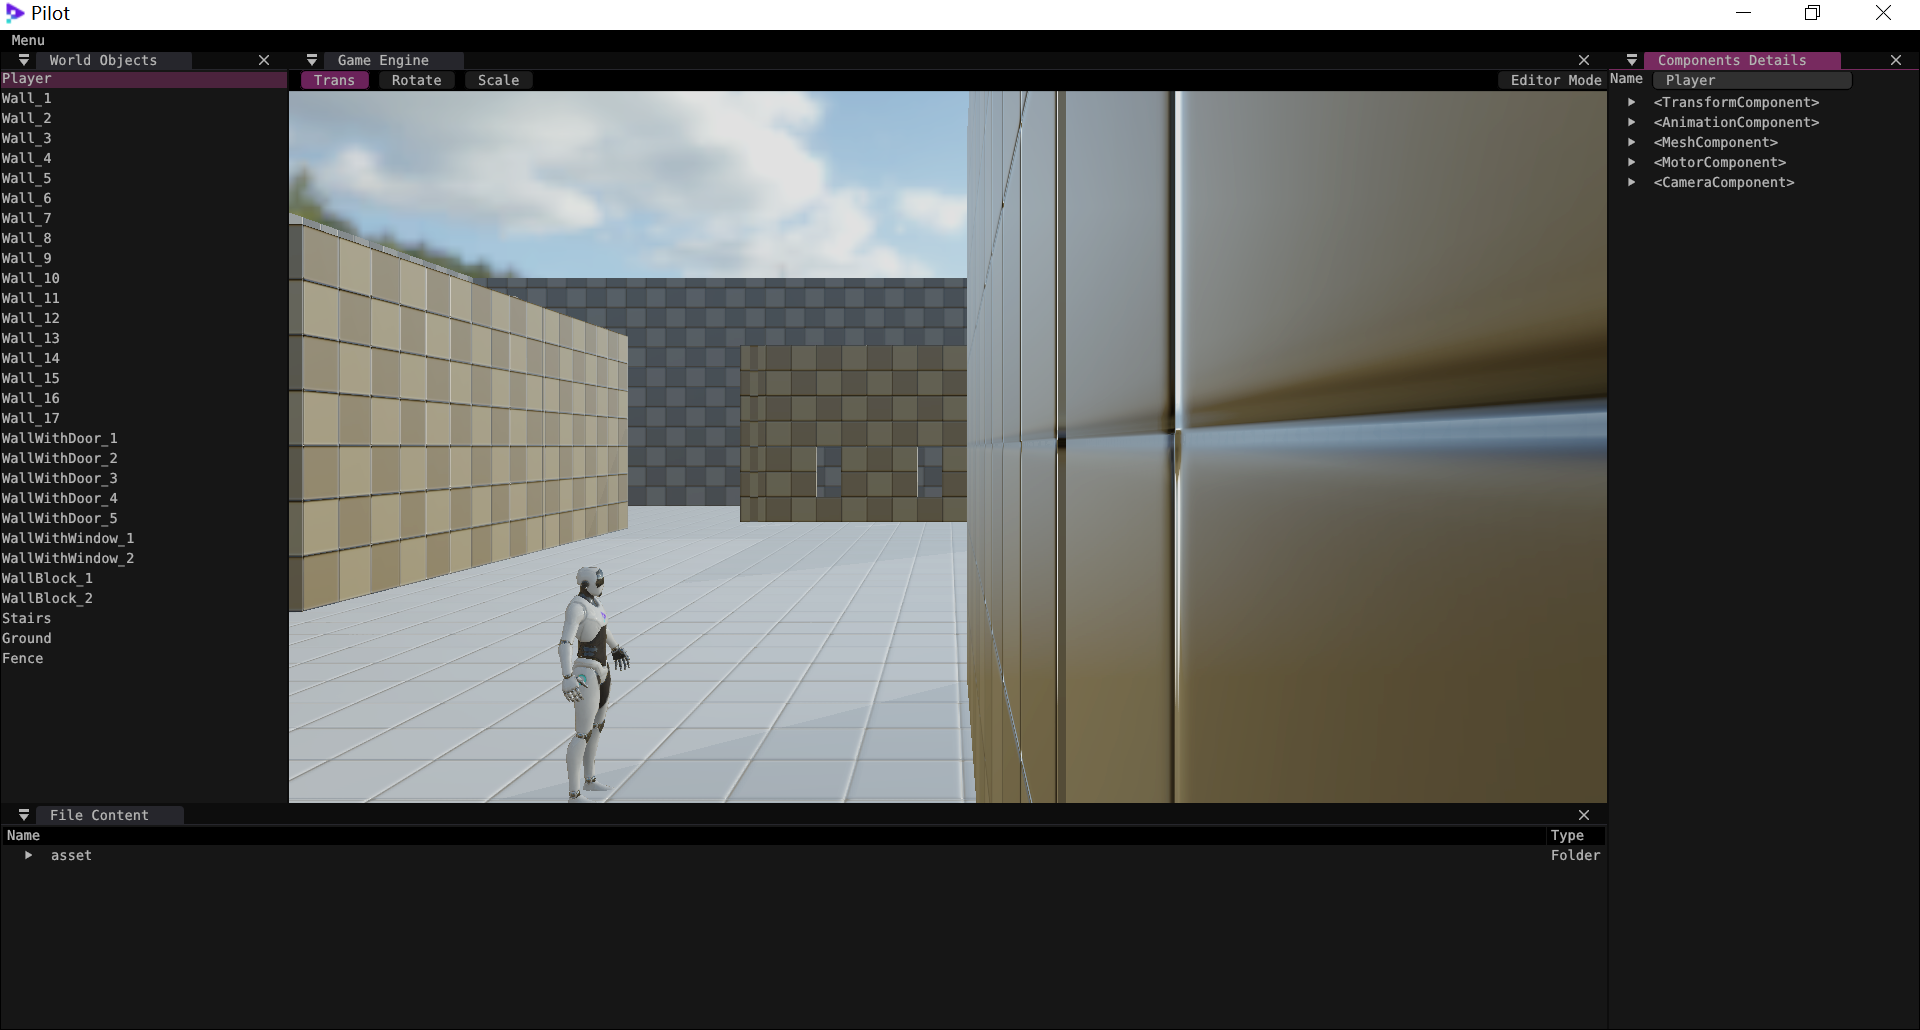 Pilot
Menu
World Objects
Player
Wall_1
Wall_2
Wall_3
Wall_4
Wall_5
Wall_6
Wall_7
Wall_8
Wall_9
Wall_10
Wall_11
Wall_12
Wall_13
Wall_14
Wall_15
Wall_16
Wall_17
WallWithDoor_1
WallWithDoor_2
WallWithDoor_3
WallWithDoor_4
WallWithDoor_5
WallWithWindow_1
WallWithWindow_2
WallBlock_1
WallBlock_2
Stairs
Ground
Fence
Game Engine
Trans Rotate Scale Editor Mode
Components Details
Name Player
<TransformComponent>
<AnimationComponent>
<MeshComponent>
<MotorComponent>
<CameraComponent>
File Content
Name Type
asset Folder